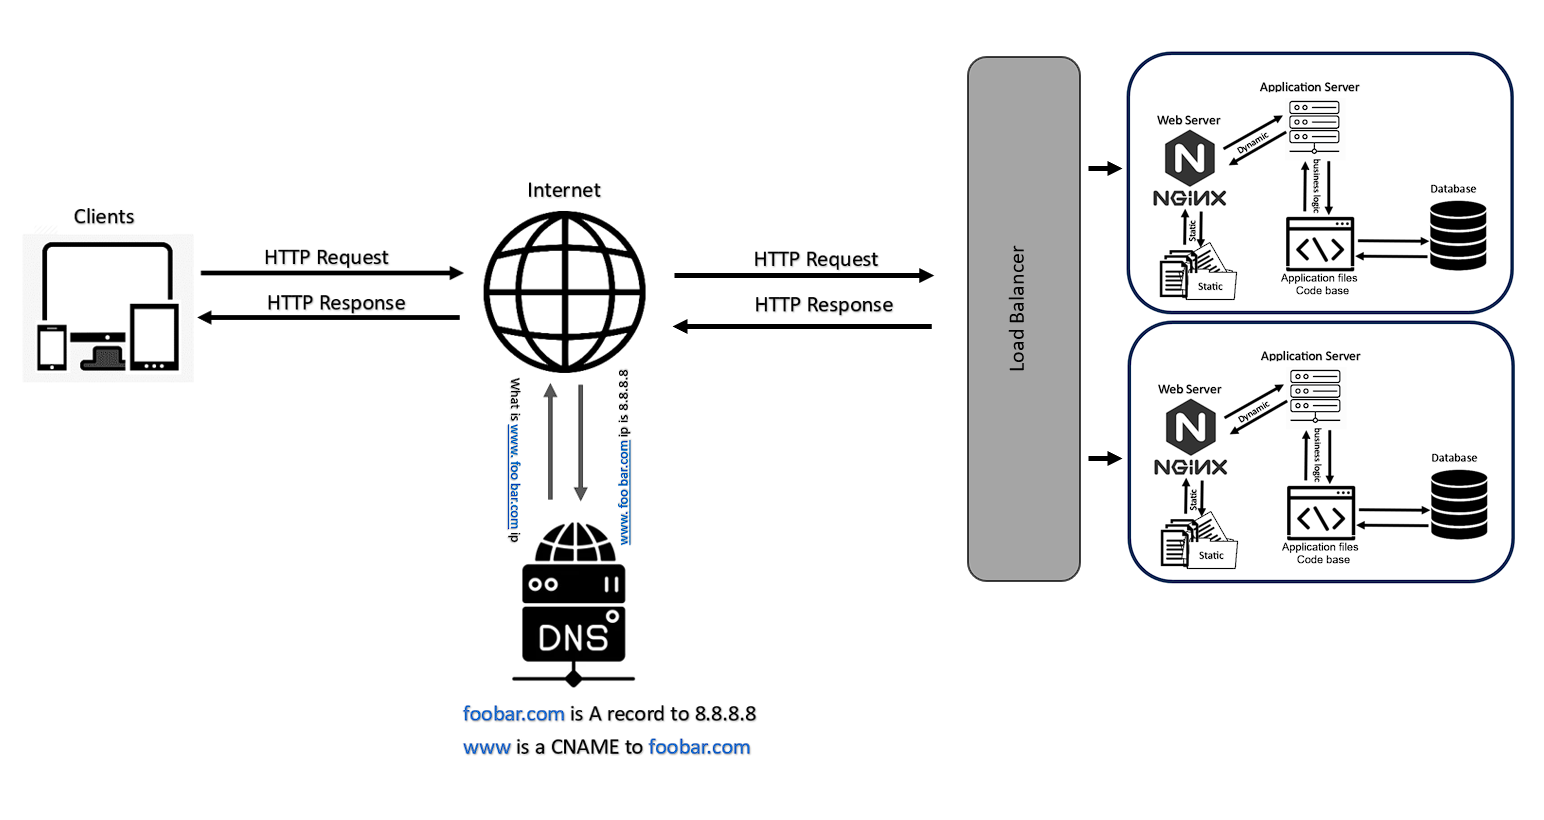 Clients
HTTP Request
HTTP Response
Internet
HTTP Request
HTTP Response
What is www. foo bar.com ip
www. foo bar.com ip is 8.8.8.8
DNS
foobar.com is A record to 8.8.8.8
www is a CNAME to foobar.com
Load Balancer
Application Server
Web Server
Dynamic
N
NGINX
business logic
Static
Static
Database
Application files
Code base
Application Server
Web Server
Dynamic
N
NGINX
business logic
Static
Static
Database
Application files
Code base